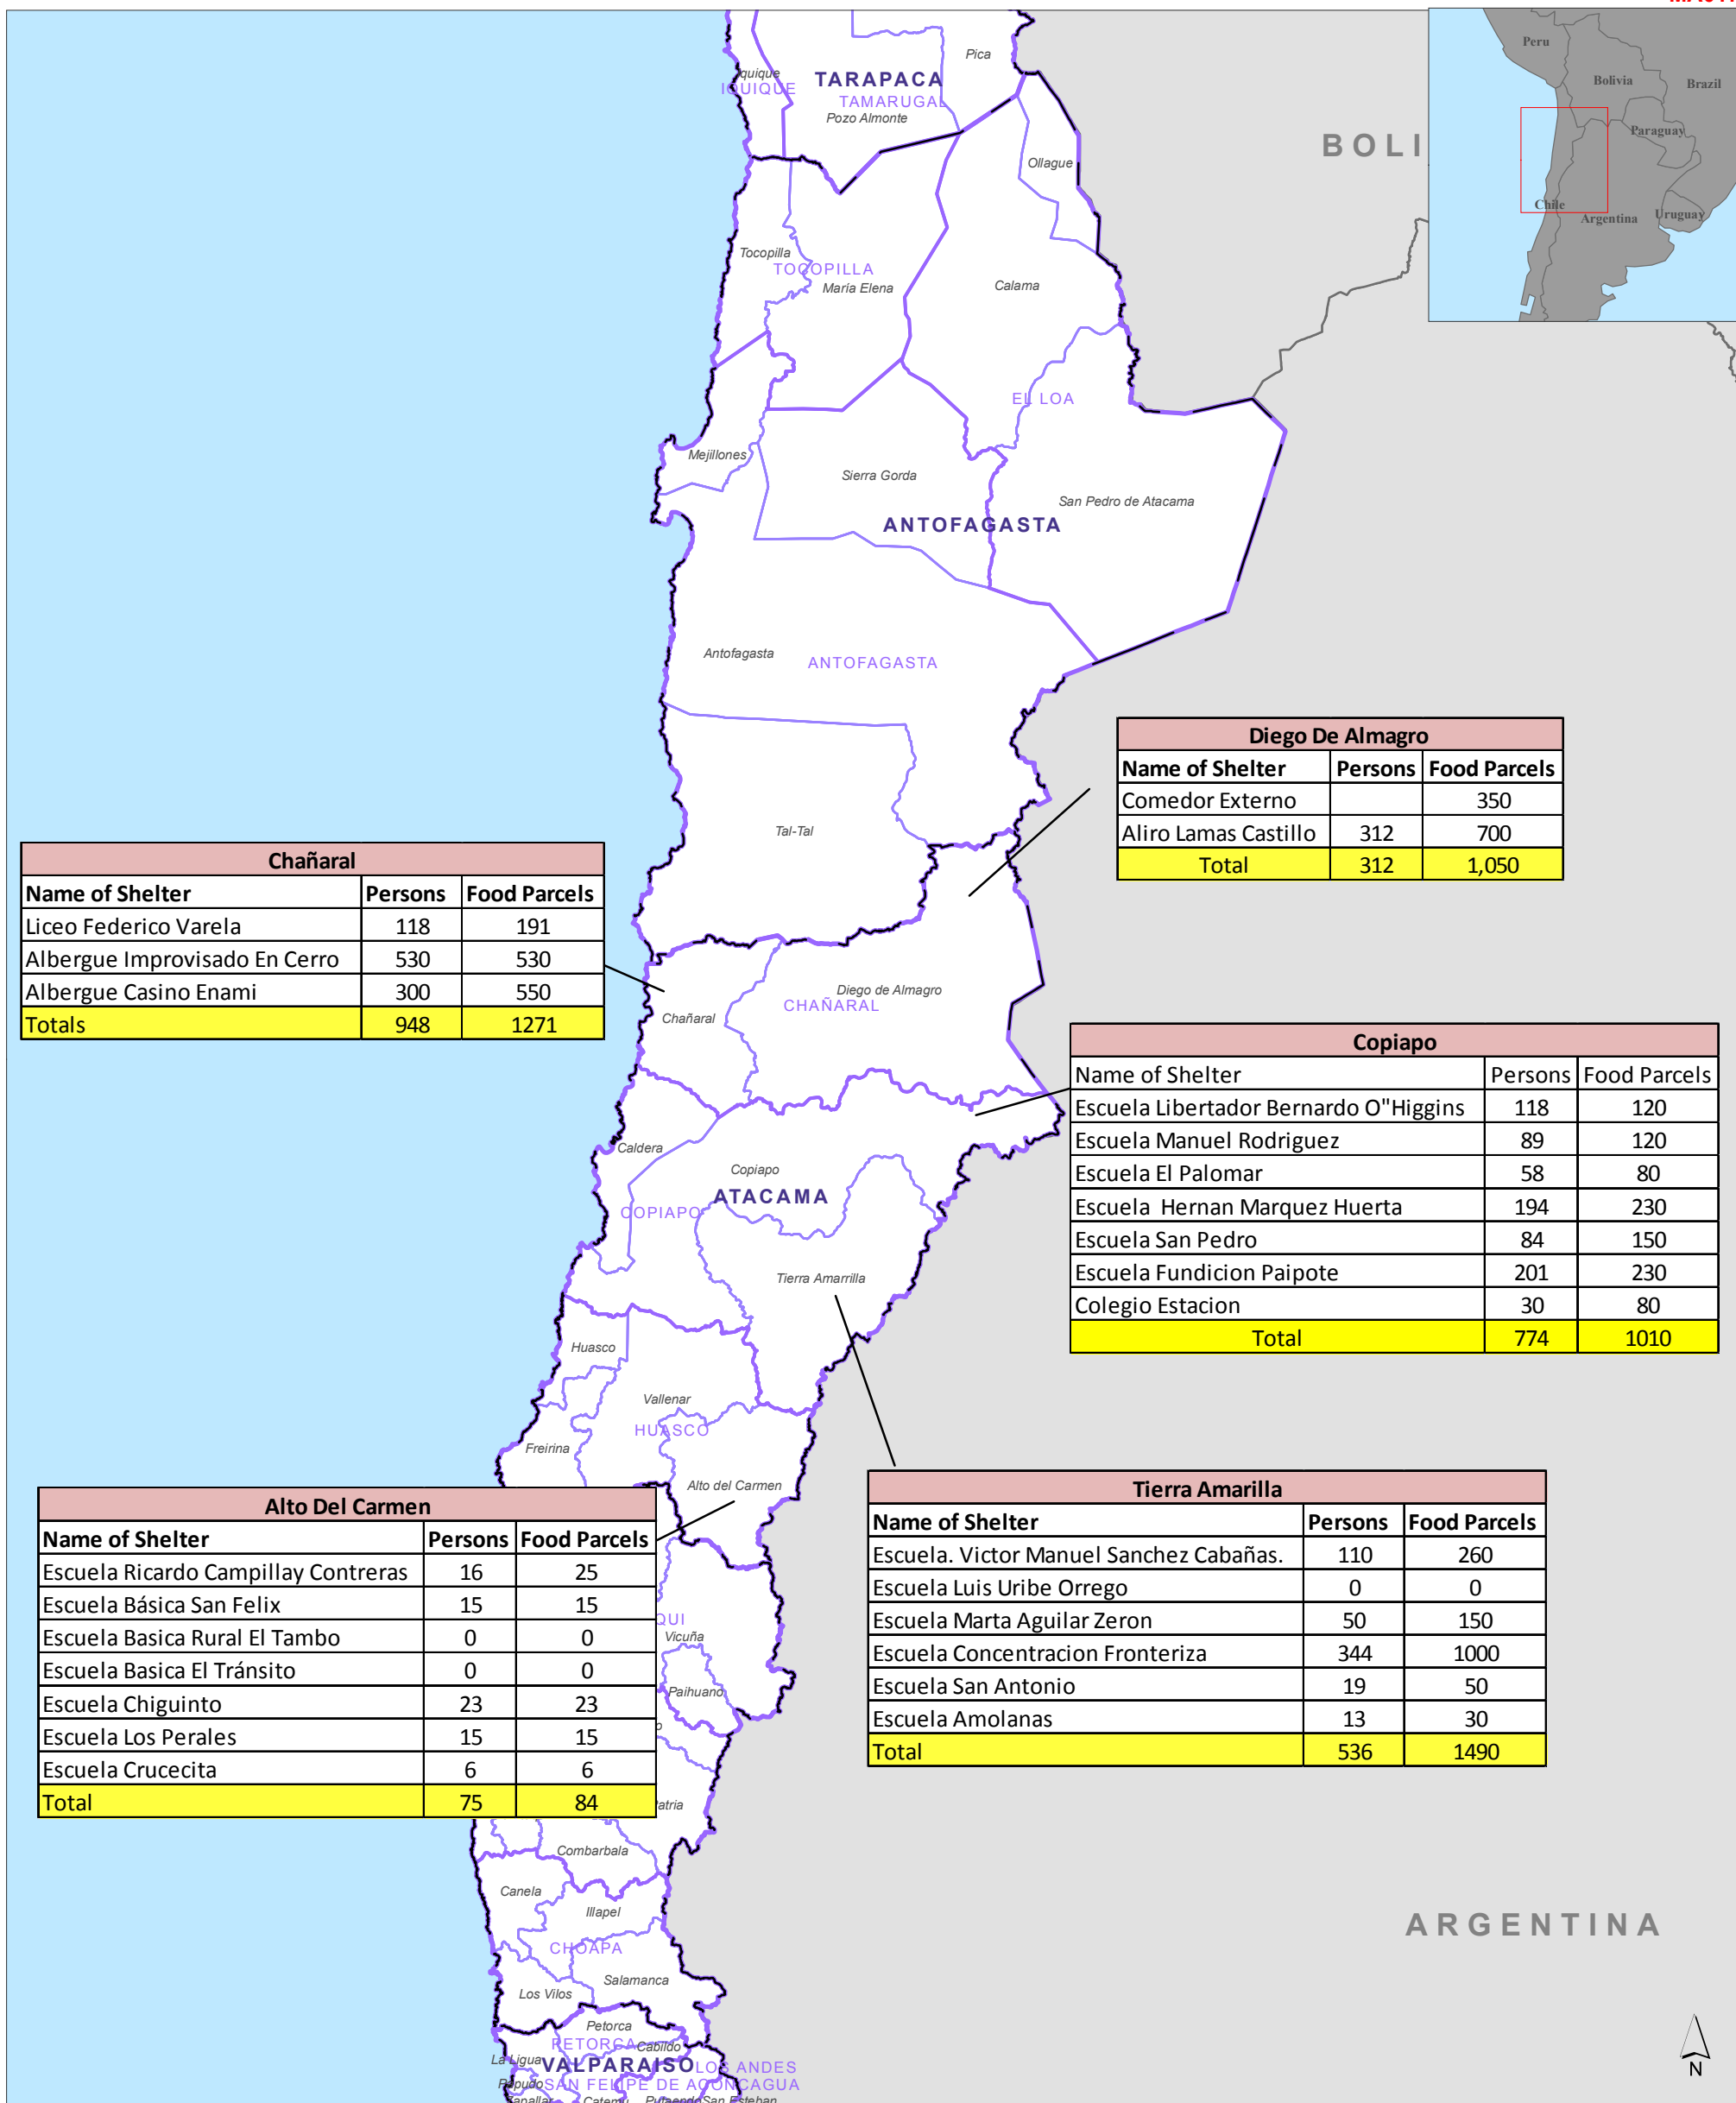 Peru
Bolivia
Brazil
Paraguay
Chile
Argentina
Uruguay
BOLI
Pica
Iquique
IQUIQUE
TARAPACA
TAMARUGAL
Pozo Almonte
Ollague
Tocopilla
TOCOPILLA
Maria Elena
Calama
EL LOA
Mejillones
Sierra Gorda
San Pedro de Atacama
ANTOFAGASTA
Antofagasta
ANTOFAGASTA
Tal-Tal
Diego De Almagro
Name of Shelter Persons Food Parcels
Comedor Externo 350
Aliro Lamas Castillo 312 700
Total 312 1,050
Chañaral
Name of Shelter Persons Food Parcels
Liceo Federico Varela 118 191
Albergue Improvisado En Cerro 530 530
Albergue Casino Enami 300 550
Totals 948 1271
Diego de Almagro
CHAÑARAL
Chañaral
Copiapo
Name of Shelter Persons Food Parcels
Escuela Libertador Bernardo O"Higgins 118 120
Escuela Manuel Rodriguez 89 120
Escuela El Palomar 58 80
Escuela Hernan Marquez Huerta 194 230
Escuela San Pedro 84 150
Escuela Fundicion Paipote 201 230
Colegio Estacion 30 80
Total 774 1010
Caldera
Copiapo
ATACAMA
COPIAPO
Tierra Amarrilla
Huasco
Vallenar
HUASCO
Freirina
Alto del Carmen
Alto Del Carmen
Name of Shelter Persons Food Parcels
Escuela Ricardo Campillay Contreras 16 25
Escuela Básica San Felix 15 15
Escuela Basica Rural El Tambo 0 0
Escuela Basica El Tránsito 0 0
Escuela Chiguinto 23 23
Escuela Los Perales 15 15
Escuela Crucecita 6 6
Total 75 84
Tierra Amarilla
Name of Shelter Persons Food Parcels
Escuela. Victor Manuel Sanchez Cabañas. 110 260
Escuela Luis Uribe Orrego 0 0
Escuela Marta Aguilar Zeron 50 150
Escuela Concentracion Fronteriza 344 1000
Escuela San Antonio 19 50
Escuela Amolanas 13 30
Total 536 1490
QUI
Vicuña
Paihuano
o
atria
Combarbala
Canela
Illapel
CHOAPA
Salamanca
Los Vilos
ARGENTINA
Petorca
PETORCA
Cabildo
La Ligua
VALPARAISO
LOS ANDES
Papudo
SAN FELIPE DE ACONCAGUA
Zapallar
Catemu
Putaendo
San Esteban
N